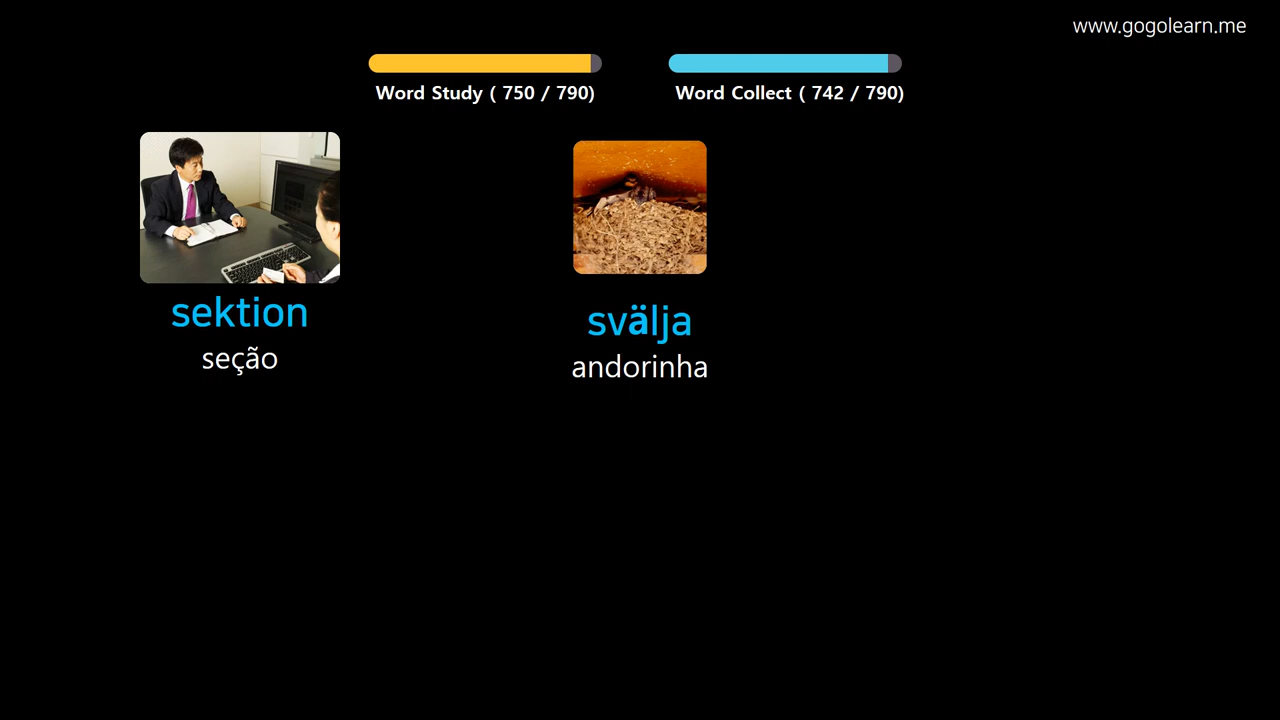 www.gogolearn.me
Word Study ( 750 / 790)
Word Collect ( 742 / 790)
sektion
seção
svälja
andorinha